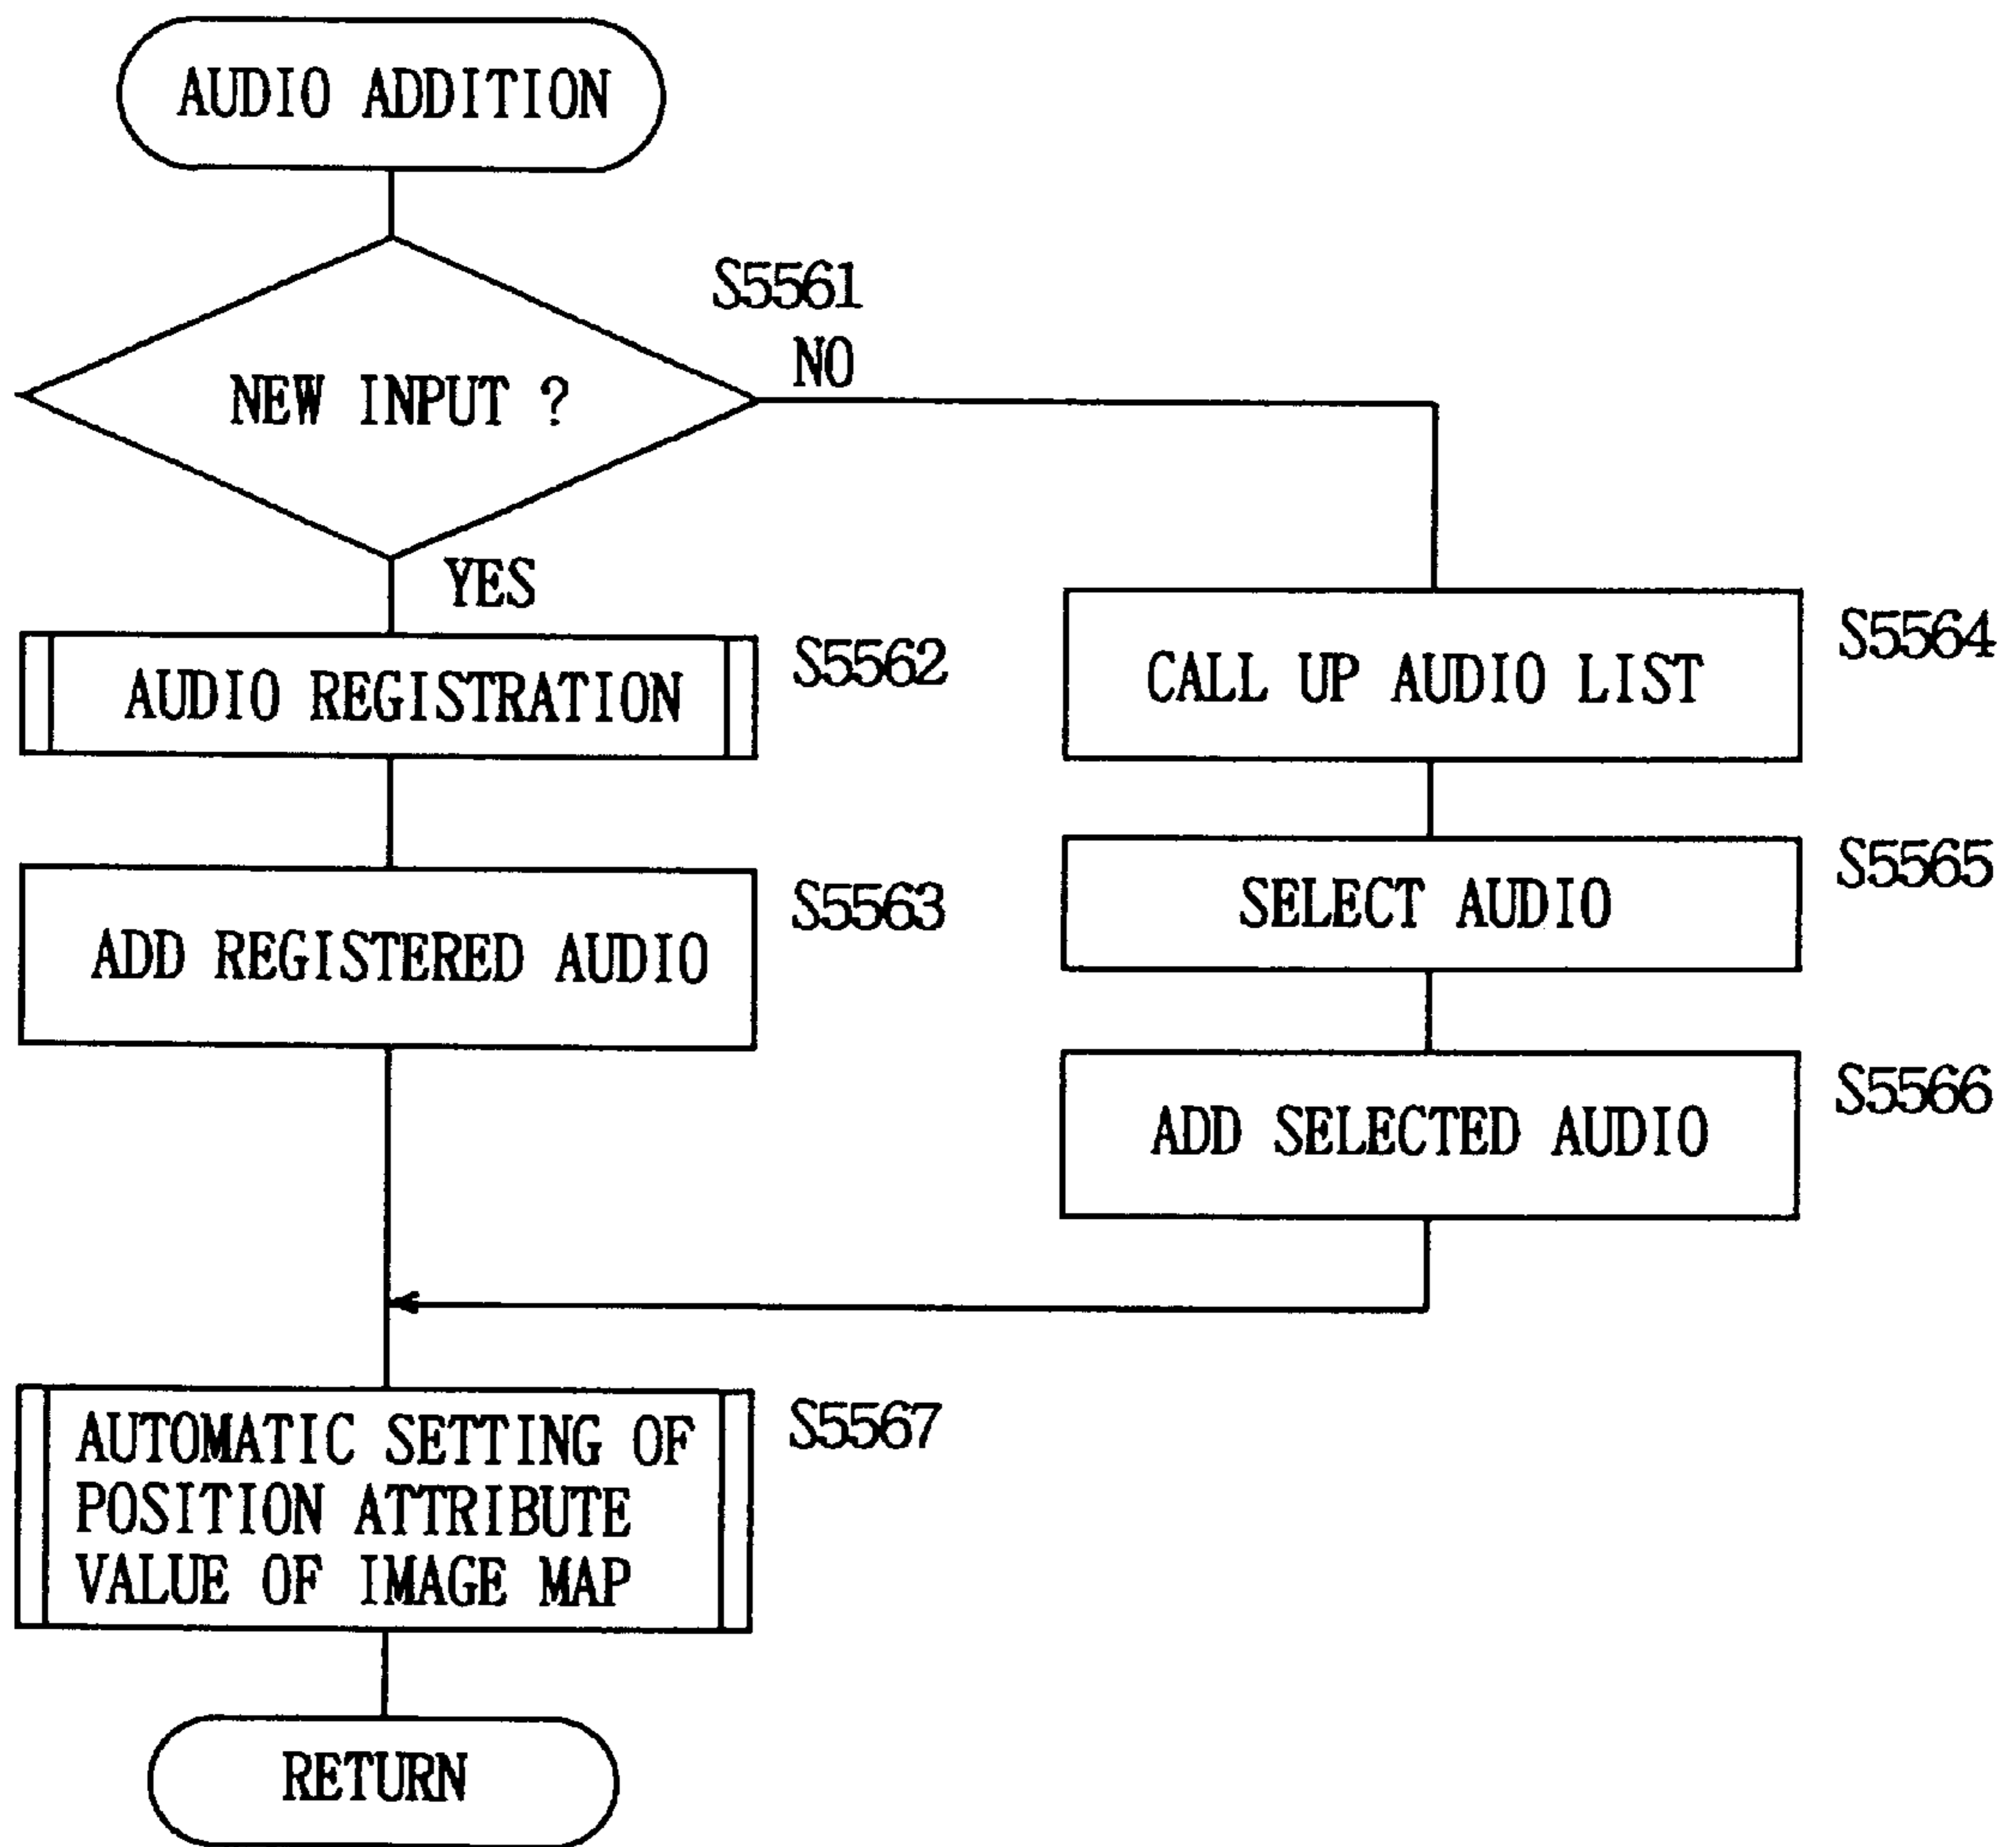 AUDIO ADDITION
S5561
NEW INPUT ?
NO
YES
AUDIO REGISTRATION
S5562
ADD REGISTERED AUDIO
S5563
CALL UP AUDIO LIST
S5564
SELECT AUDIO
S5565
ADD SELECTED AUDIO
S5566
AUTOMATIC SETTING OF
POSITION ATTRIBUTE
VALUE OF IMAGE MAP
S5567
RETURN